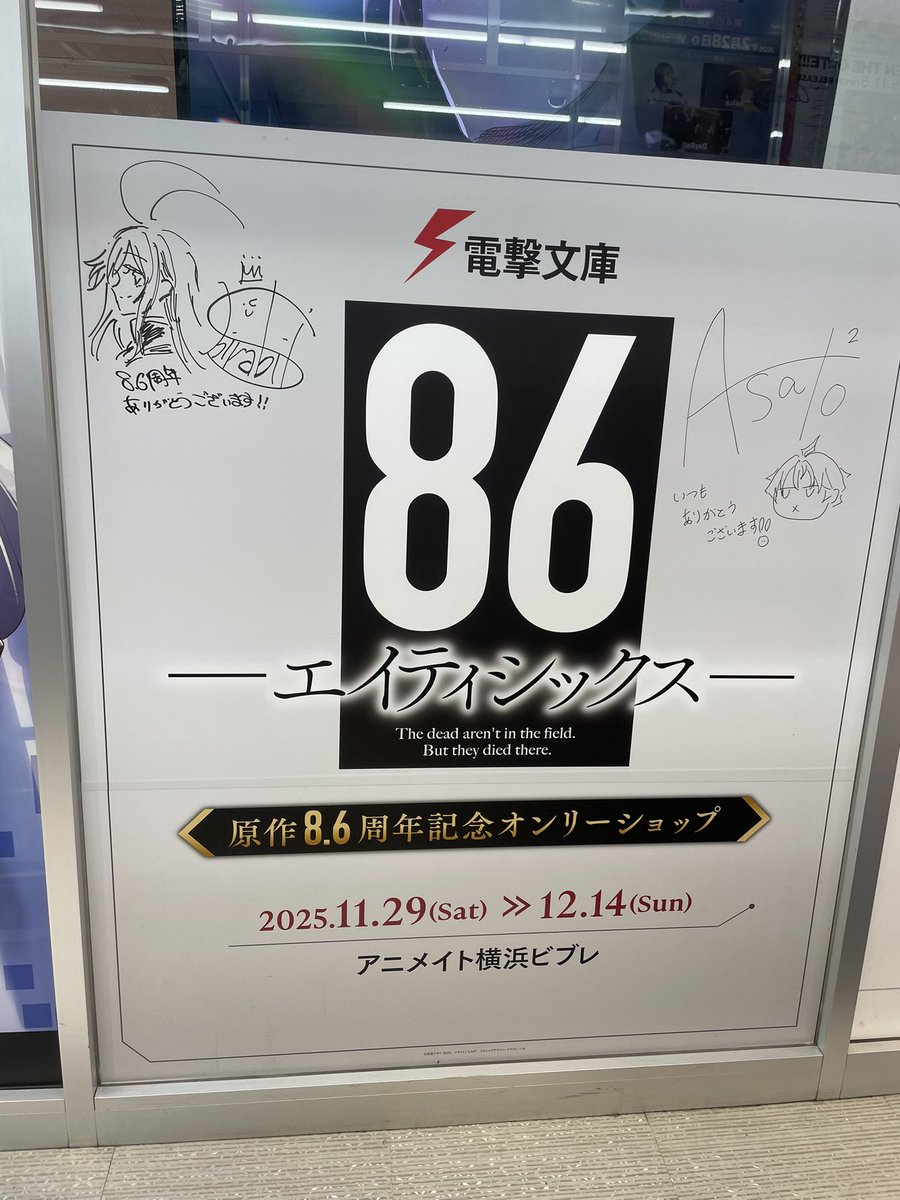 電撃文庫
86周年
ありがとうございます!!
86
Asato
2
いつも
ありがとう
ございます!!
エイティシックス
The dead aren't in the field.
But they died there.
原作8.6周年記念オンリーショップ
2025.11.29(Sat) ≫ 12.14(Sun)
アニメイト横浜ビブレ